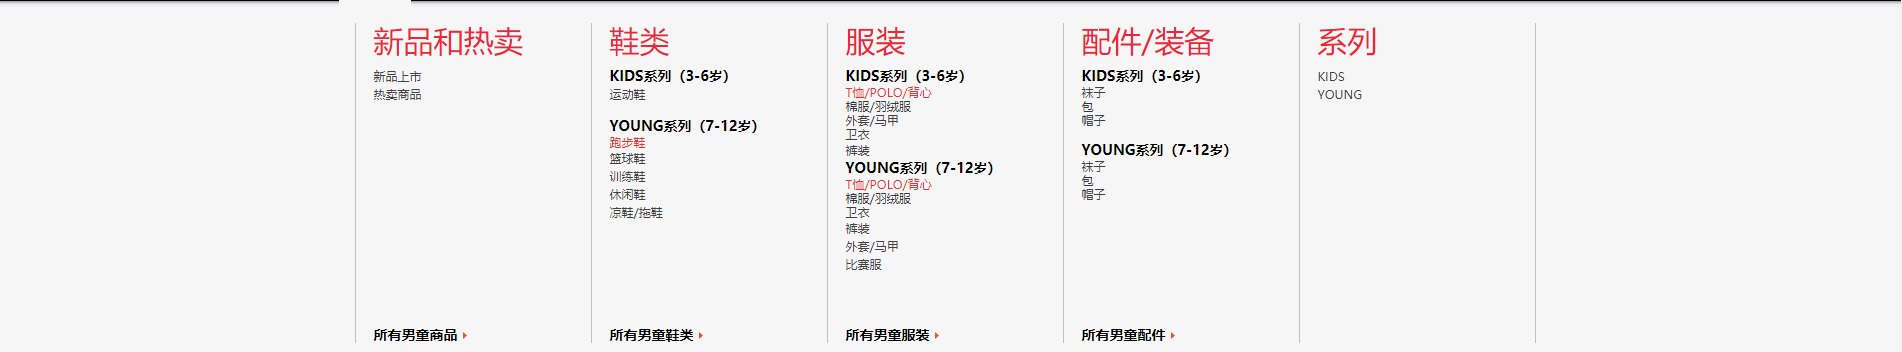 新品和热卖
新品上市
热卖商品
所有男童商品
鞋类
KIDS系列（3-6岁）
运动鞋
YOUNG系列（7-12岁）
跑步鞋
篮球鞋
训练鞋
休闲鞋
凉鞋/拖鞋
所有男童鞋类
服装
KIDS系列（3-6岁）
T恤/POLO/背心
棉服/羽绒服
外套/马甲
卫衣
裤装
YOUNG系列（7-12岁）
T恤/POLO/背心
棉服/羽绒服
卫衣
裤装
外套/马甲
比赛服
所有男童服装
配件/装备
KIDS系列（3-6岁）
袜子
包
帽子
YOUNG系列（7-12岁）
袜子
包
帽子
所有男童配件
系列
KIDS
YOUNG